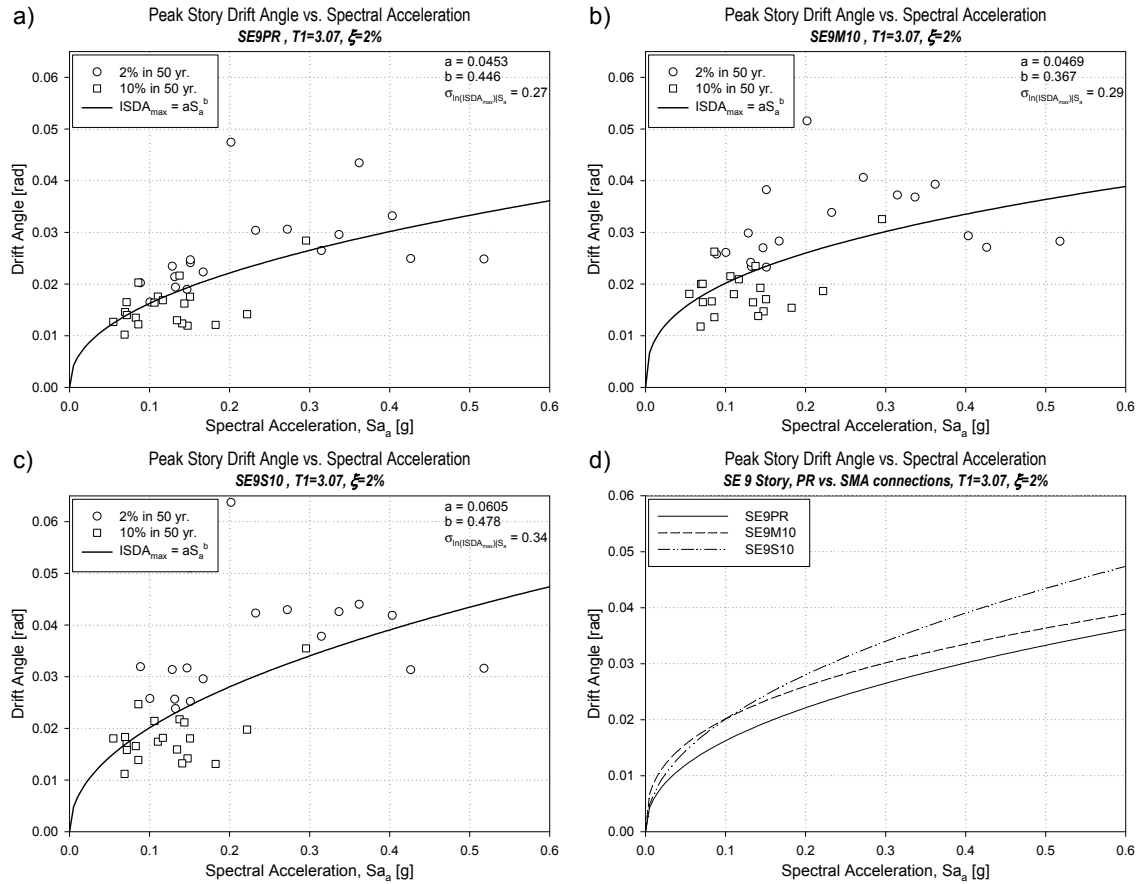 a)
Peak Story Drift Angle vs. Spectral Acceleration
SE9PR , T1=3.07, ξ=2%
2% in 50 yr.
10% in 50 yr.
ISDAmax = aSa^b
a = 0.0453
b = 0.446
σln(ISDAmax)|Sa = 0.27
Drift Angle [rad]
0.06
0.05
0.04
0.03
0.02
0.01
0.00
0.0 0.1 0.2 0.3 0.4 0.5 0.6
Spectral Acceleration, Saa [g]
b)
Peak Story Drift Angle vs. Spectral Acceleration
SE9M10 , T1=3.07, ξ=2%
2% in 50 yr.
10% in 50 yr.
ISDAmax = aSa^b
a = 0.0469
b = 0.367
σln(ISDAmax)|Sa = 0.29
Drift Angle [rad]
0.06
0.05
0.04
0.03
0.02
0.01
0.00
0.0 0.1 0.2 0.3 0.4 0.5 0.6
Spectral Acceleration, Saa [g]
c)
Peak Story Drift Angle vs. Spectral Acceleration
SE9S10 , T1=3.07, ξ=2%
2% in 50 yr.
10% in 50 yr.
ISDAmax = aSa^b
a = 0.0605
b = 0.478
σln(ISDAmax)|Sa = 0.34
Drift Angle [rad]
0.06
0.05
0.04
0.03
0.02
0.01
0.00
0.0 0.1 0.2 0.3 0.4 0.5 0.6
Spectral Acceleration, Saa [g]
d)
Peak Story Drift Angle vs. Spectral Acceleration
SE 9 Story, PR vs. SMA connections, T1=3.07, ξ=2%
SE9PR
SE9M10
SE9S10
Drift Angle [rad]
0.06
0.05
0.04
0.03
0.02
0.01
0.00
0.0 0.1 0.2 0.3 0.4 0.5 0.6
Spectral Acceleration, Saa [g]